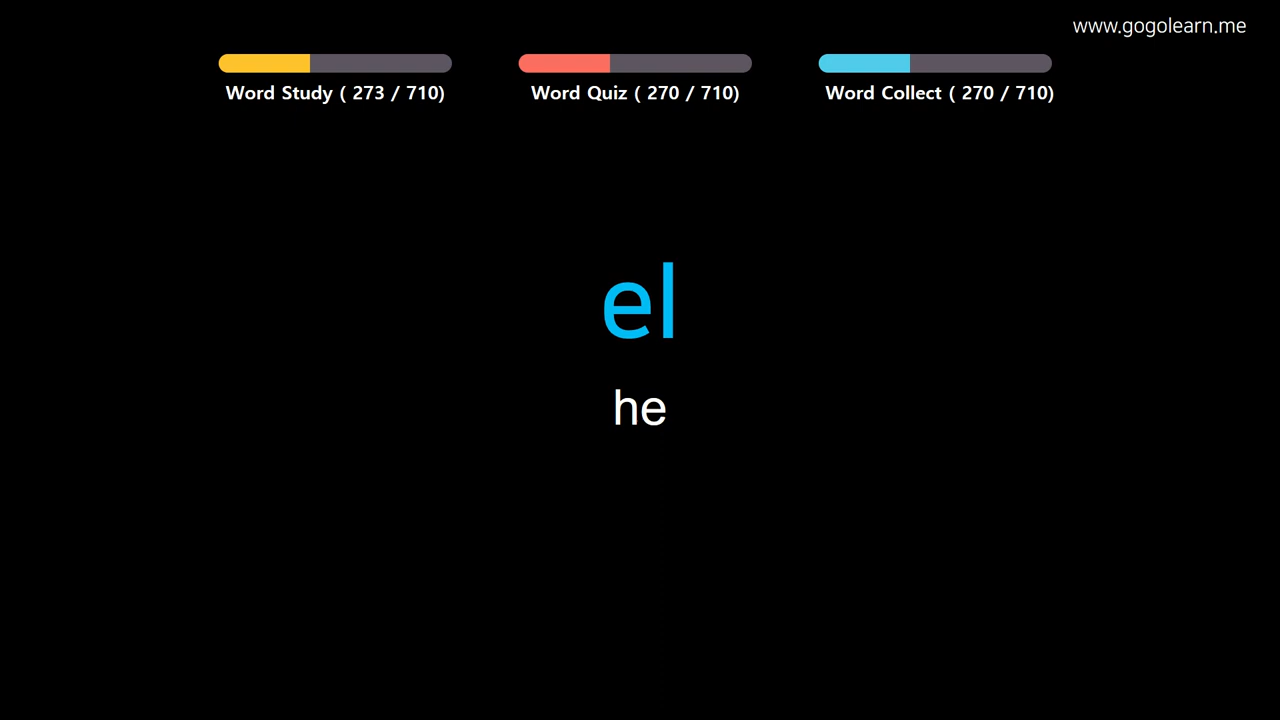 www.gogolearn.me
Word Study ( 273 / 710)
Word Quiz ( 270 / 710)
Word Collect ( 270 / 710)
el
he